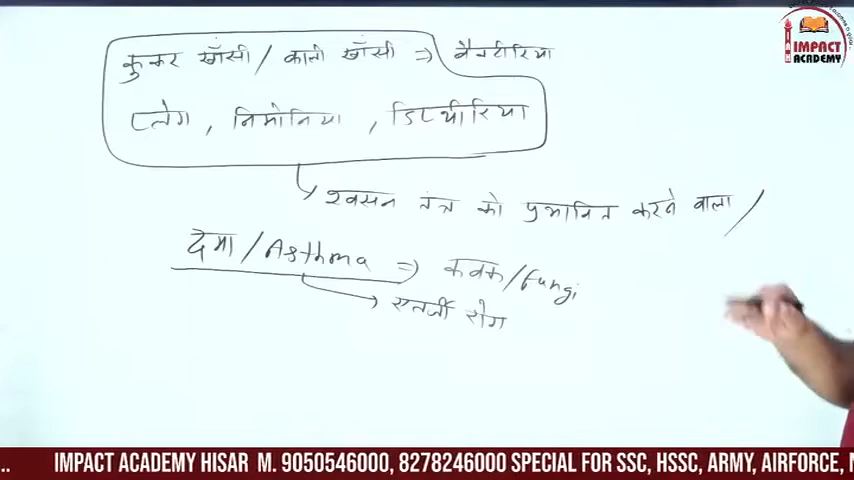 कुकर खाँसी / काली खाँसी ⇒ बैक्टीरिया
प्लेग , निमोनिया , डिप्थीरिया
श्वसन तंत्र को प्रभावित करने वाला /
दमा / Asthma ⇒ कवक / Fungi
एलर्जी रोग
IMPACT
ACADEMY
.. IMPACT ACADEMY HISAR M. 9050546000, 8278246000 SPECIAL FOR SSC, HSSC, ARMY, AIRFORCE, N